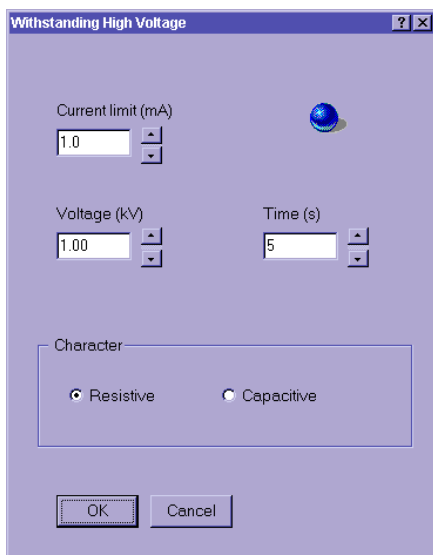 Withstanding High Voltage
Current limit (mA)
1.0
Voltage (kV) Time (s)
1.00 5
Character
Resistive Capacitive
OK Cancel